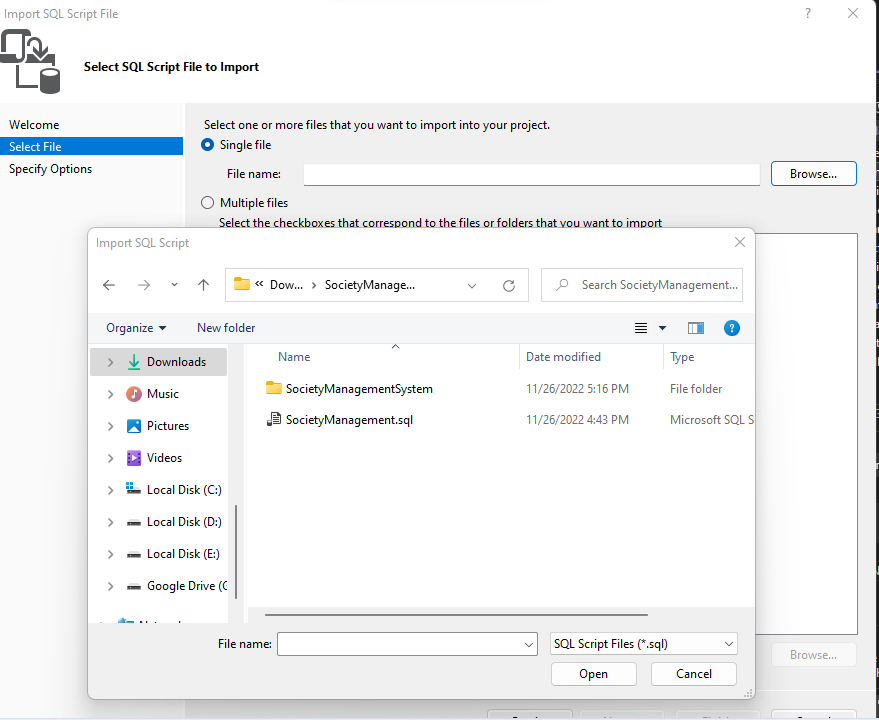 Import SQL Script File
Select SQL Script File to Import
Welcome
Select File
Specify Options
Select one or more files that you want to import into your project.
Single file
File name:
Browse...
Multiple files
Select the checkboxes that correspond to the files or folders that you want to import
Import SQL Script
« Dow... › SocietyManage...
Search SocietyManagement...
Organize
New folder
Name
Date modified
Type
Downloads
SocietyManagementSystem
11/26/2022 5:16 PM
File folder
SocietyManagement.sql
11/26/2022 4:43 PM
Microsoft SQL S
Music
Pictures
Videos
Local Disk (C:)
Local Disk (D:)
Local Disk (E:)
Google Drive (G
File name:
SQL Script Files (*.sql)
Open
Cancel
Browse...